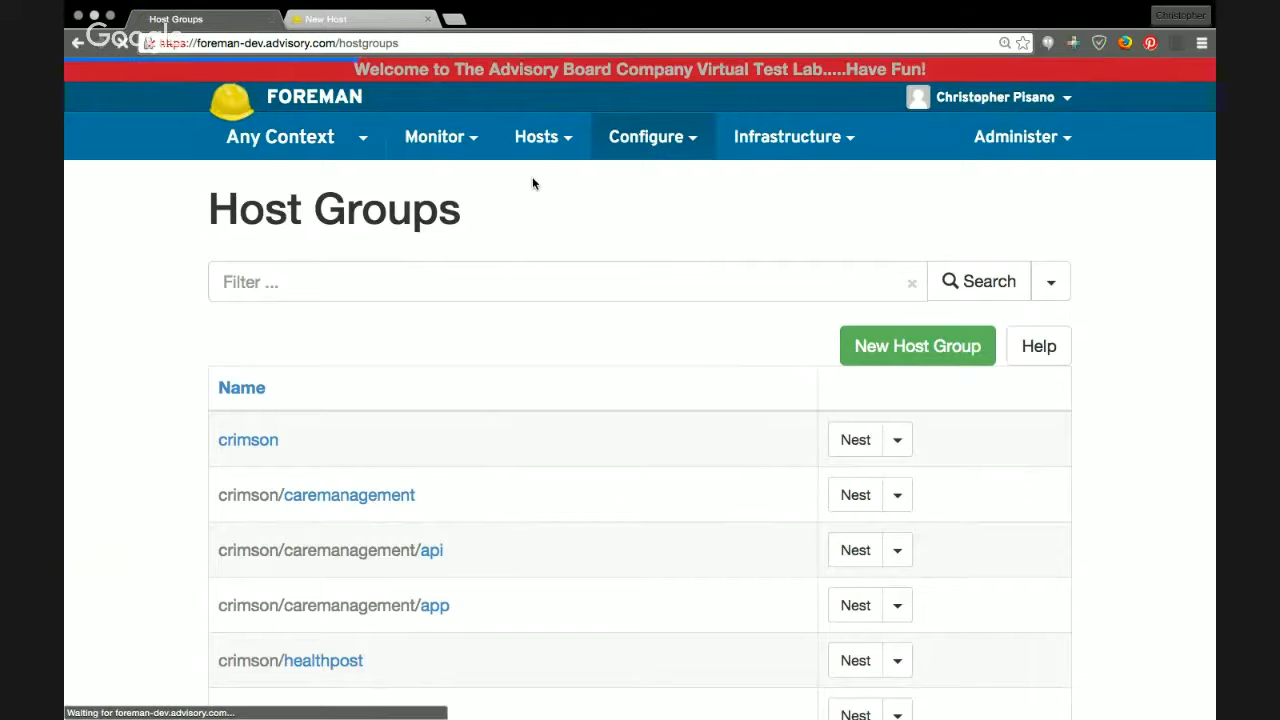 Host Groups
New Host
Christopher
Google
https://foreman-dev.advisory.com/hostgroups
Welcome to The Advisory Board Company Virtual Test Lab.....Have Fun!
FOREMAN
Christopher Pisano
Any Context
Monitor
Hosts
Configure
Infrastructure
Administer
Host Groups
Filter ...
Search
New Host Group
Help
Name
crimson
Nest
crimson/caremanagement
Nest
crimson/caremanagement/api
Nest
crimson/caremanagement/app
Nest
crimson/healthpost
Nest
Nest
Waiting for foreman-dev.advisory.com...